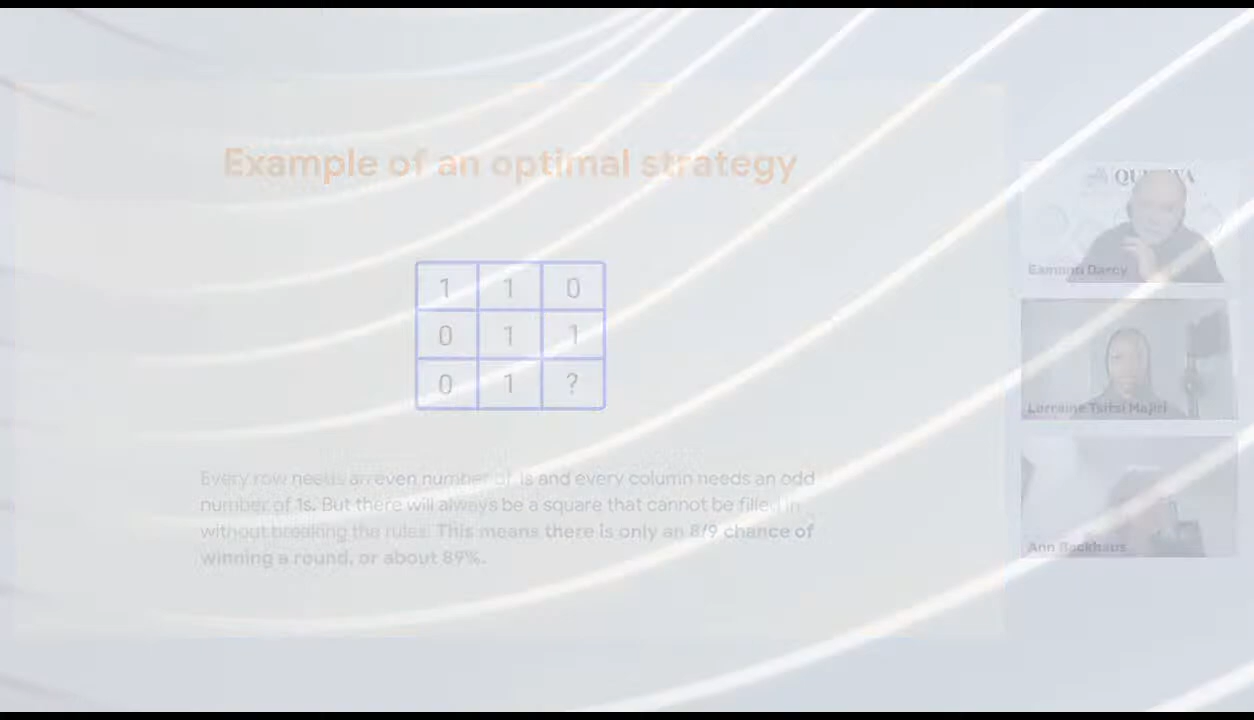 Example of an optimal strategy
1 1 0
0 1 1
0 1 ?
Every row needs an even number of 1s and every column needs an odd
number of 1s. But there will always be a square that cannot be filled in
without breaking the rules. This means there is only an 8/9 chance of
winning a round, or about 89%.
Eamonn Darcy
Lorraine Tsitsi Majiri
Ann Backhaus